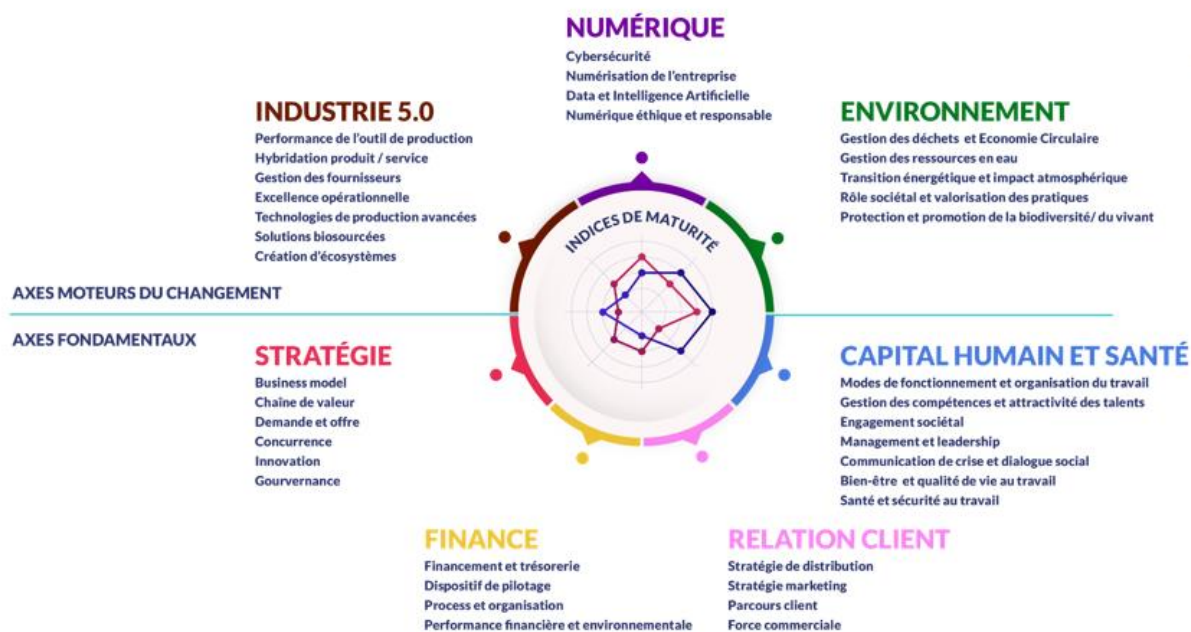 NUMÉRIQUE
Cybersécurité
Numérisation de l'entreprise
Data et Intelligence Artificielle
Numérique éthique et responsable
INDUSTRIE 5.0
Performance de l'outil de production
Hybridation produit / service
Gestion des fournisseurs
Excellence opérationnelle
Technologies de production avancées
Solutions biosourcées
Création d'écosystèmes
ENVIRONNEMENT
Gestion des déchets et Economie Circulaire
Gestion des ressources en eau
Transition énergétique et impact atmosphérique
Rôle sociétal et valorisation des pratiques
Protection et promotion de la biodiversité/ du vivant
INDICES DE MATURITÉ
AXES MOTEURS DU CHANGEMENT
AXES FONDAMENTAUX
STRATÉGIE
Business model
Chaîne de valeur
Demande et offre
Concurrence
Innovation
Gourvernance
CAPITAL HUMAIN ET SANTÉ
Modes de fonctionnement et organisation du travail
Gestion des compétences et attractivité des talents
Engagement sociétal
Management et leadership
Communication de crise et dialogue social
Bien-être et qualité de vie au travail
Santé et sécurité au travail
FINANCE
Financement et trésorerie
Dispositif de pilotage
Process et organisation
Performance financière et environnementale
RELATION CLIENT
Stratégie de distribution
Stratégie marketing
Parcours client
Force commerciale